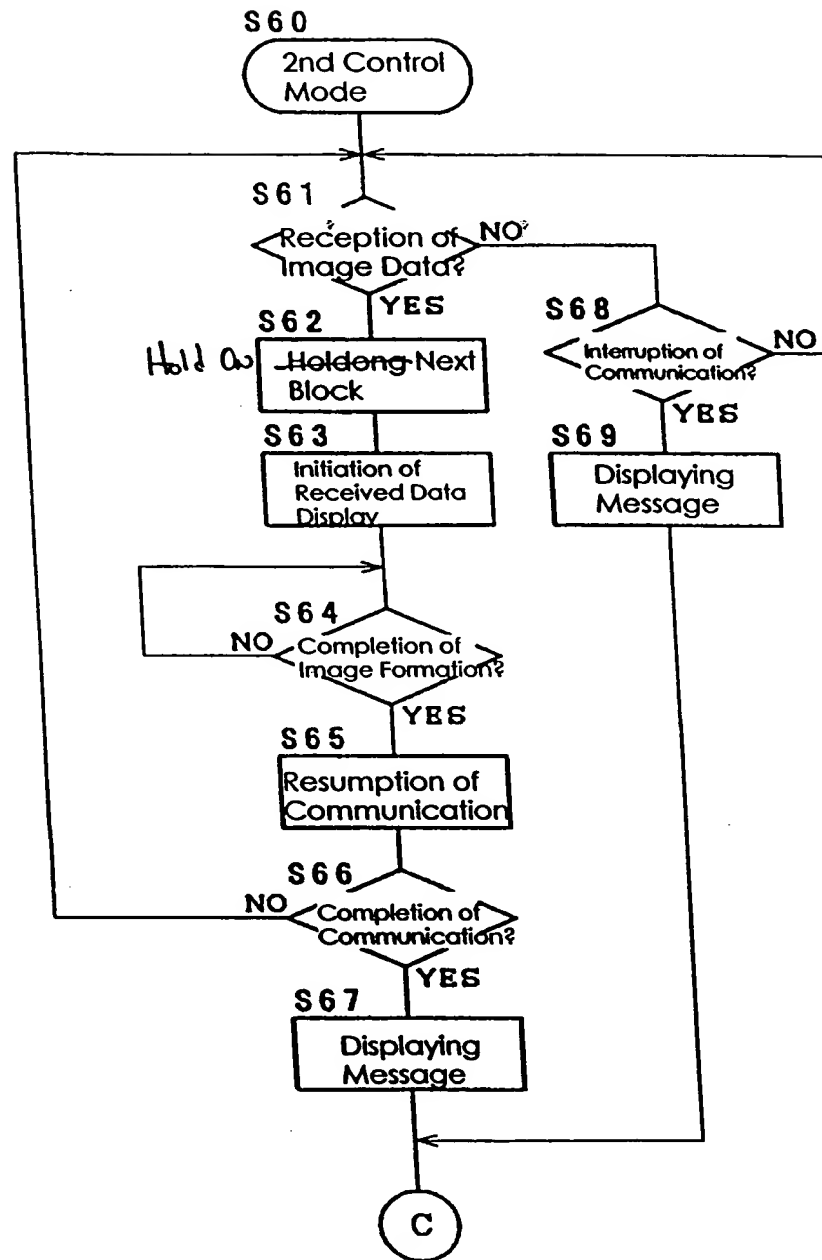 S60
2nd Control
Mode
S61
Reception of
Image Data?
NO
YES
S62
Hold On
Holdong Next
Block
S63
Initiation of
Received Data
Display
S68
Interruption of
Communication?
NO
YES
S69
Displaying
Message
S64
NO
Completion of
Image Formation?
YES
S65
Resumption of
Communication
S66
NO
Completion of
Communication?
YES
S67
Displaying
Message
C